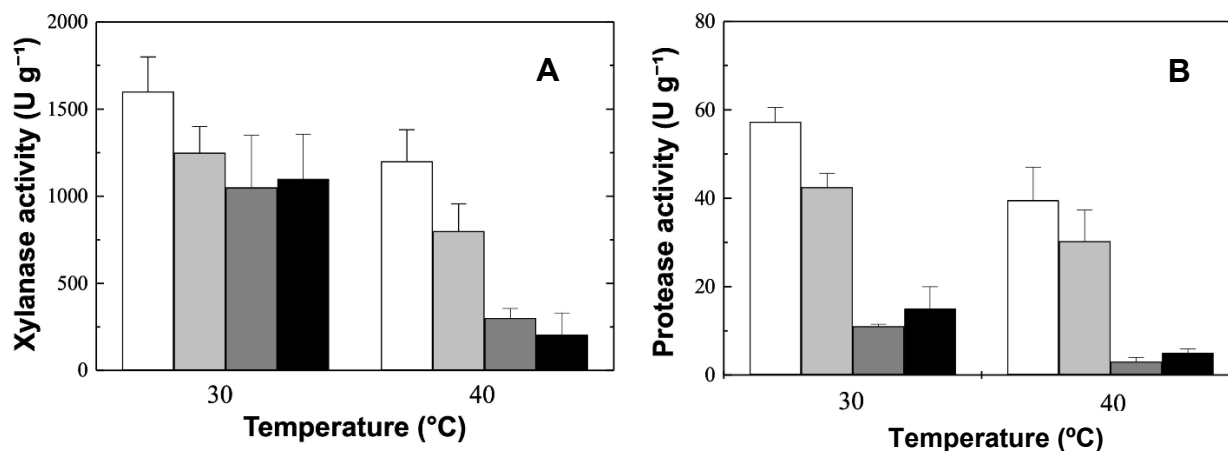 Xylanase activity (U g⁻¹)
2000
1500
1000
500
0
A
30
40
Temperature (°C)
Protease activity (U g⁻¹)
80
60
40
20
0
B
30
40
Temperature (ºC)